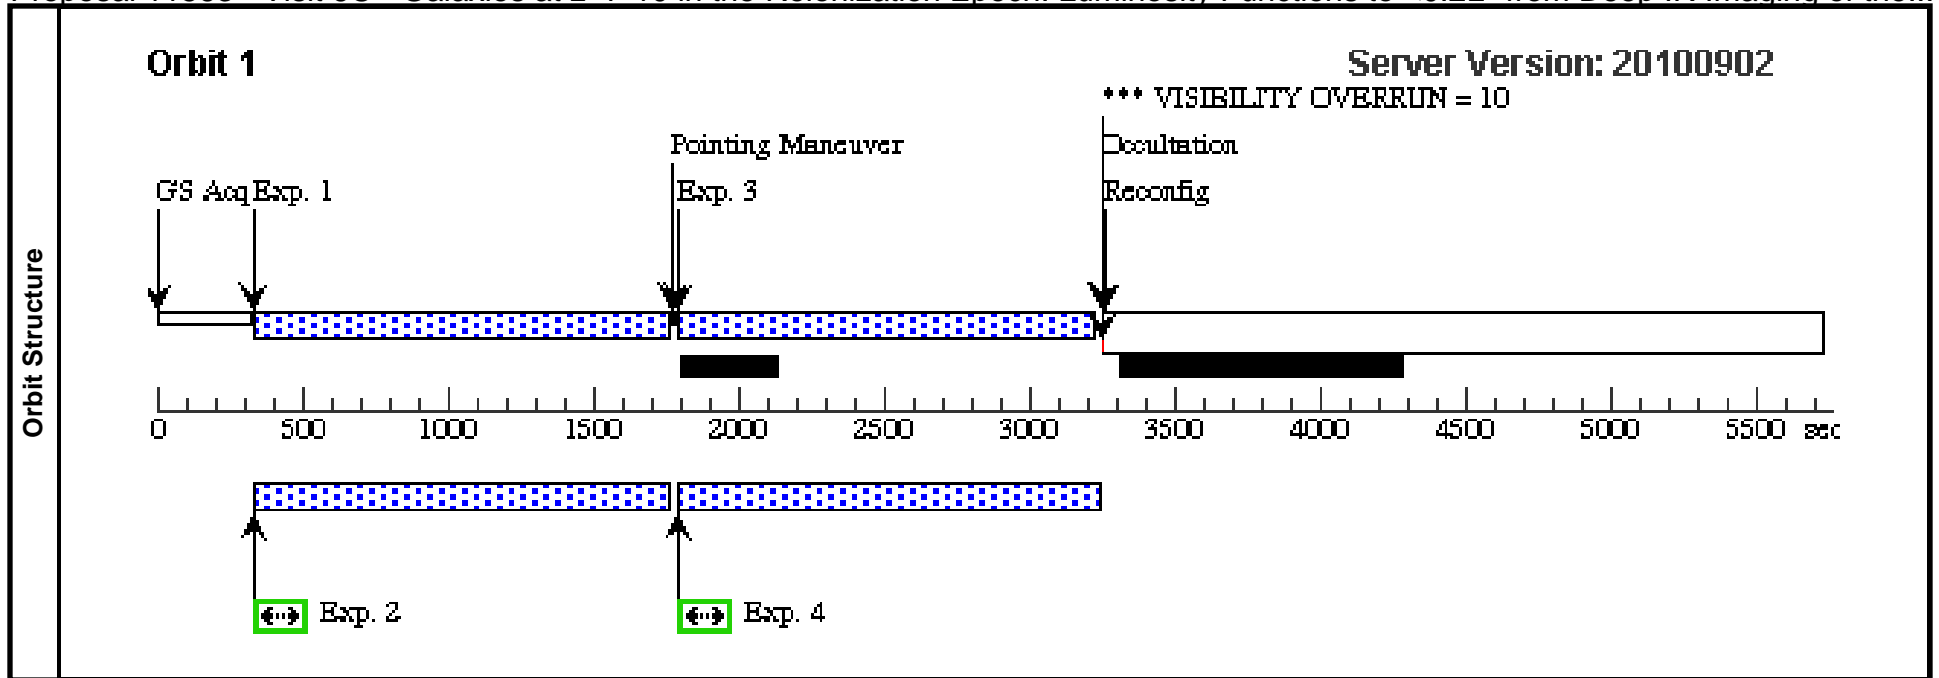 Orbit Structure
Orbit 1
Server Version: 20100902
*** VISIBILITY OVERRUN = 10
Pointing Maneuver
Occultation
GS Acq
Exp. 1
Exp. 3
Reconfig
0 500 1000 1500 2000 2500 3000 3500 4000 4500 5000 5500 sec
Exp. 2
Exp. 4